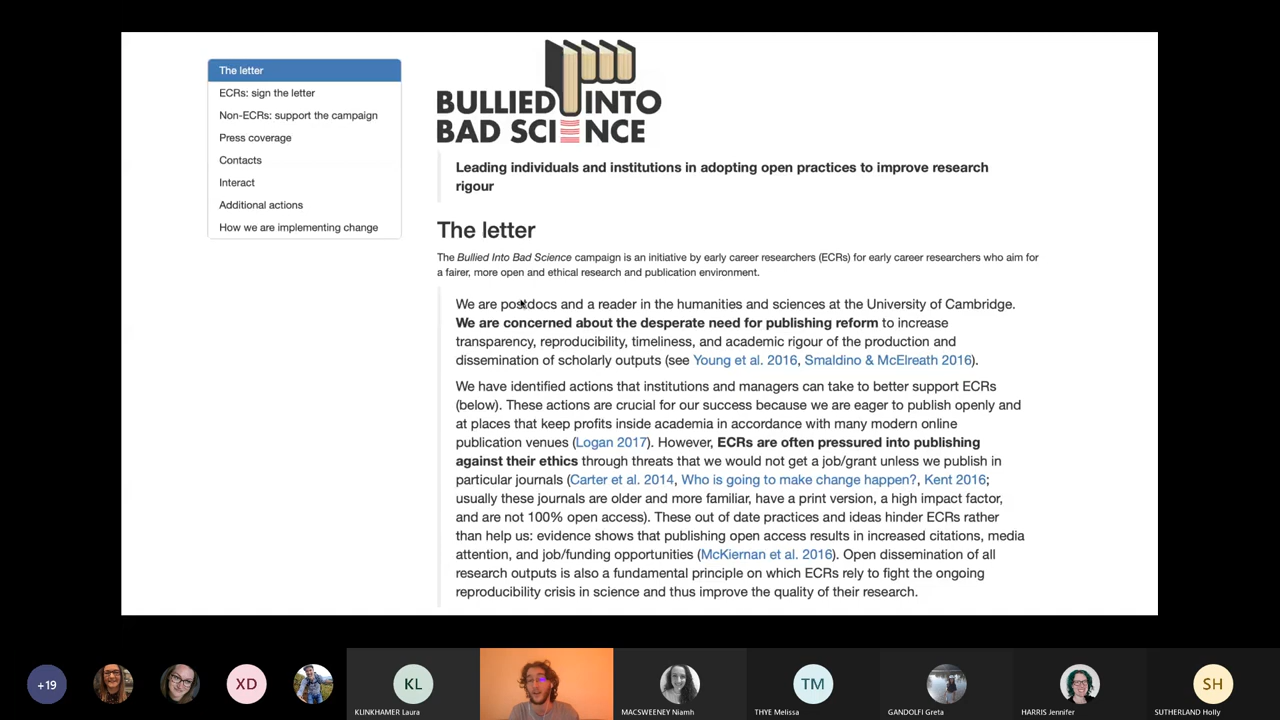 The letter
ECRs: sign the letter
Non-ECRs: support the campaign
Press coverage
Contacts
Interact
Additional actions
How we are implementing change
BULLIED INTO
BAD SCIENCE
Leading individuals and institutions in adopting open practices to improve research
rigour
The letter
The Bullied Into Bad Science campaign is an initiative by early career researchers (ECRs) for early career researchers who aim for
a fairer, more open and ethical research and publication environment.
We are postdocs and a reader in the humanities and sciences at the University of Cambridge.
We are concerned about the desperate need for publishing reform to increase
transparency, reproducibility, timeliness, and academic rigour of the production and
dissemination of scholarly outputs (see Young et al. 2016, Smaldino & McElreath 2016).
We have identified actions that institutions and managers can take to better support ECRs
(below). These actions are crucial for our success because we are eager to publish openly and
at places that keep profits inside academia in accordance with many modern online
publication venues (Logan 2017). However, ECRs are often pressured into publishing
against their ethics through threats that we would not get a job/grant unless we publish in
particular journals (Carter et al. 2014, Who is going to make change happen?, Kent 2016;
usually these journals are older and more familiar, have a print version, a high impact factor,
and are not 100% open access). These out of date practices and ideas hinder ECRs rather
than help us: evidence shows that publishing open access results in increased citations, media
attention, and job/funding opportunities (McKiernan et al. 2016). Open dissemination of all
research outputs is also a fundamental principle on which ECRs rely to fight the ongoing
reproducibility crisis in science and thus improve the quality of their research.
+19
XD
KL
TM
SH
KLINKHAMER Laura
MACSWEENEY Niamh
THYE Melissa
GANDOLFI Greta
HARRIS Jennifer
SUTHERLAND Holly